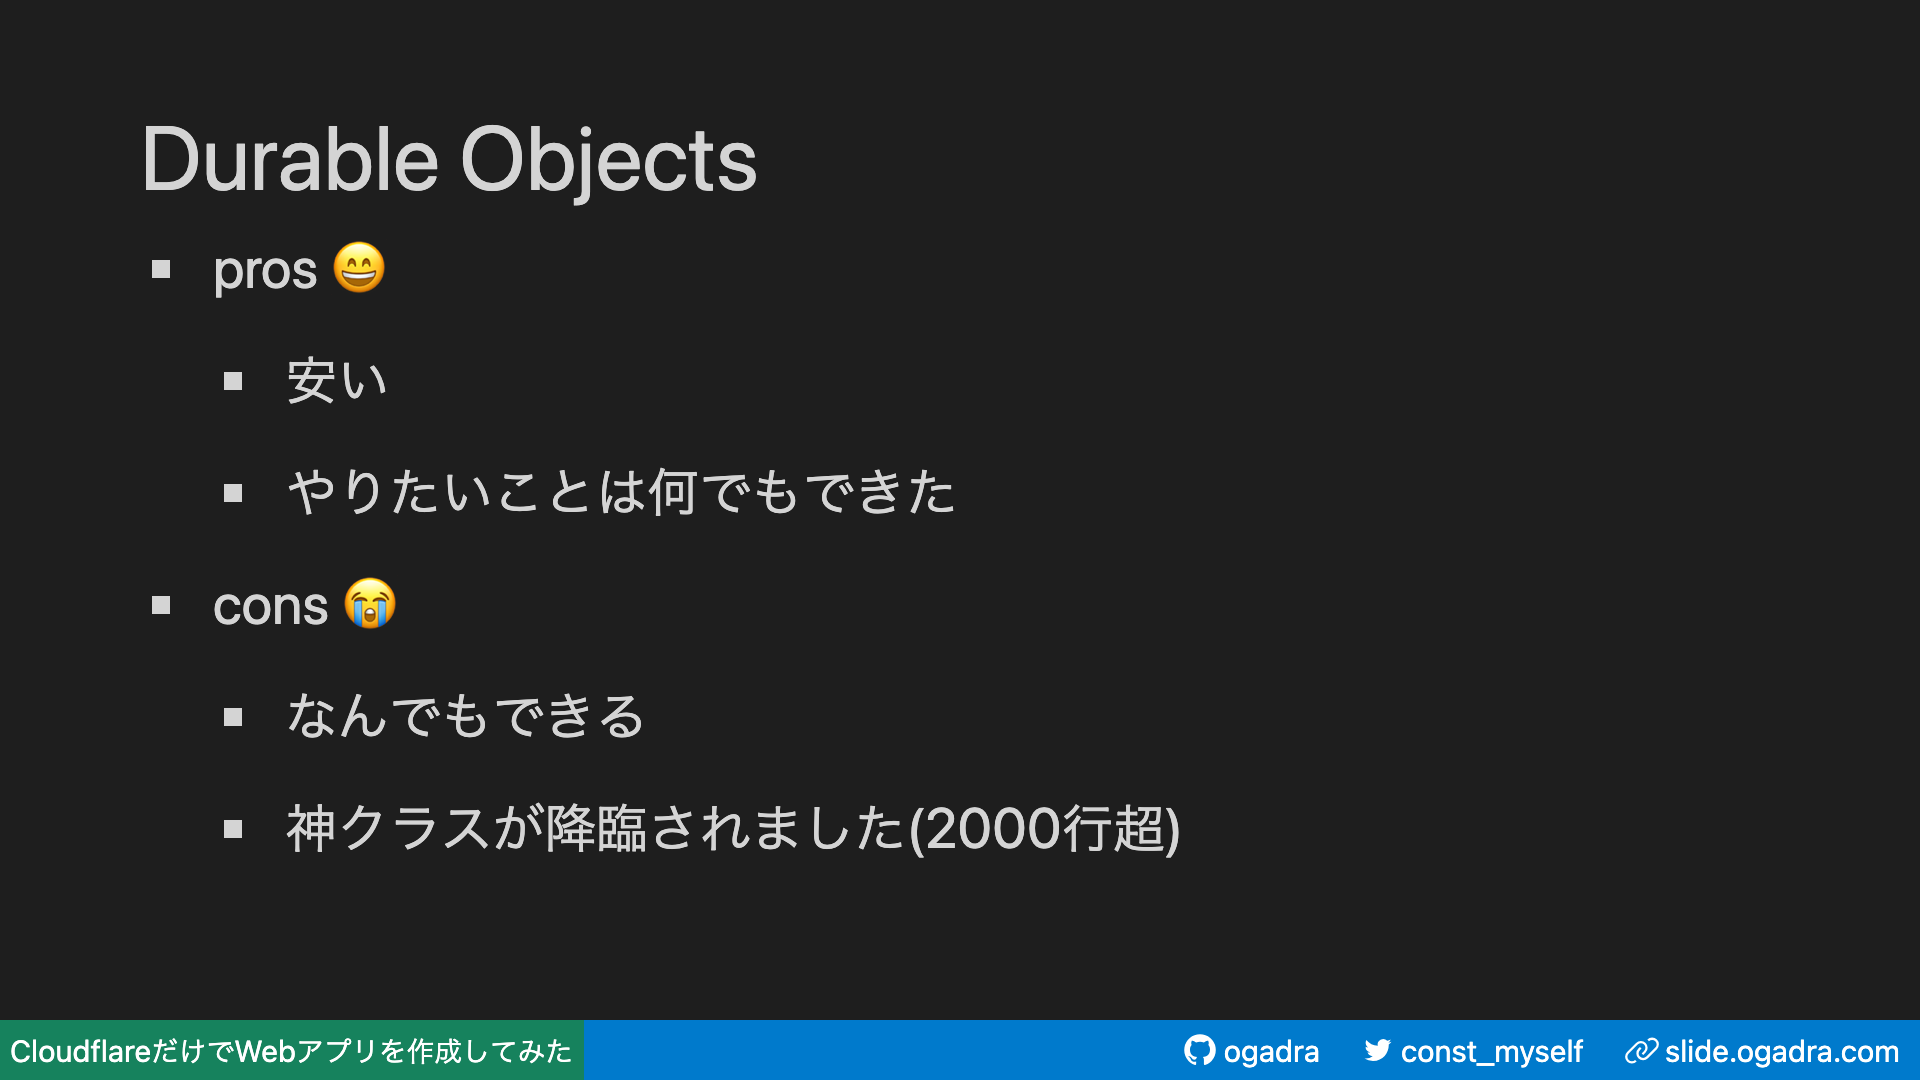 Durable Objects
pros 😄
安い
やりたいことは何でもできた
cons 😭
なんでもできる
神クラスが降臨されました(2000行超)
CloudflareだけでWebアプリを作成してみた
ogadra
const_myself
slide.ogadra.com